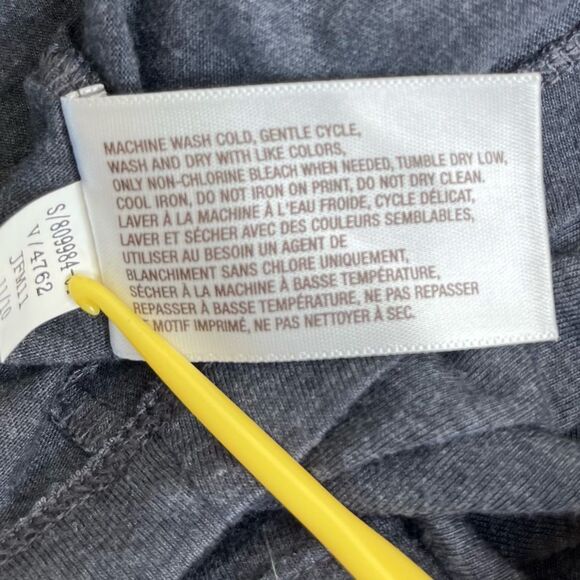 MACHINE WASH COLD, GENTLE CYCLE,
WASH AND DRY WITH LIKE COLORS,
ONLY NON-CHLORINE BLEACH WHEN NEEDED, TUMBLE DRY LOW,
COOL IRON, DO NOT IRON ON PRINT, DO NOT DRY CLEAN.
LAVER À LA MACHINE À L'EAU FROIDE, CYCLE DÉLICAT,
LAVER ET SÉCHER AVEC DES COULEURS SEMBLABLES,
UTILISER AU BESOIN UN AGENT DE
BLANCHIMENT SANS CHLORE UNIQUEMENT,
SÉCHER À LA MACHINE À BASSE TEMPÉRATURE,
REPASSER À BASSE TEMPÉRATURE, NE PAS REPASSER
MOTIF IMPRIMÉ, NE PAS NETTOYER À SEC.
S/809984-
V/4762
JFM11